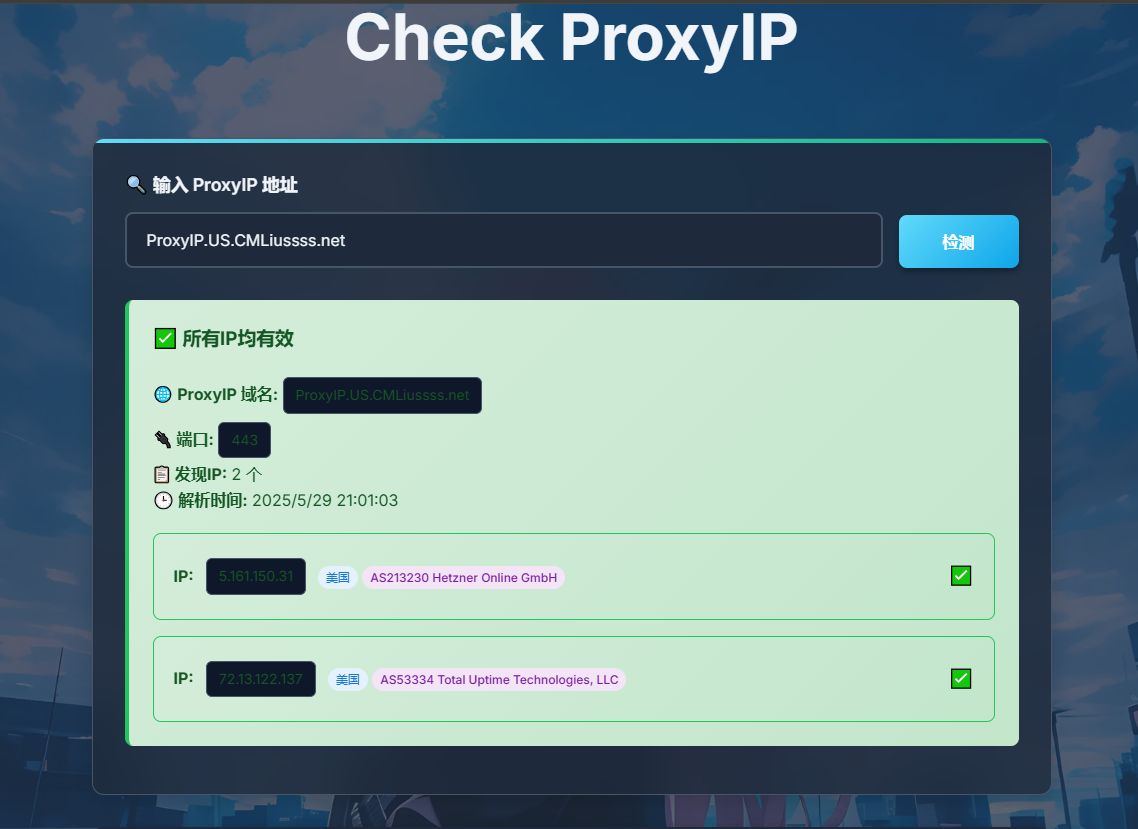 Check ProxyIP
🔍 输入 ProxyIP 地址
ProxyIP.US.CMLiussss.net
检测
✅ 所有IP均有效
🌐 ProxyIP 域名: ProxyIP.US.CMLiussss.net
🔌 端口: 443
📋 发现IP: 2 个
🕒 解析时间: 2025/5/29 21:01:03
IP: 5.161.150.31 美国 AS213230 Hetzner Online GmbH ✅
IP: 72.13.122.137 美国 AS53334 Total Uptime Technologies, LLC ✅